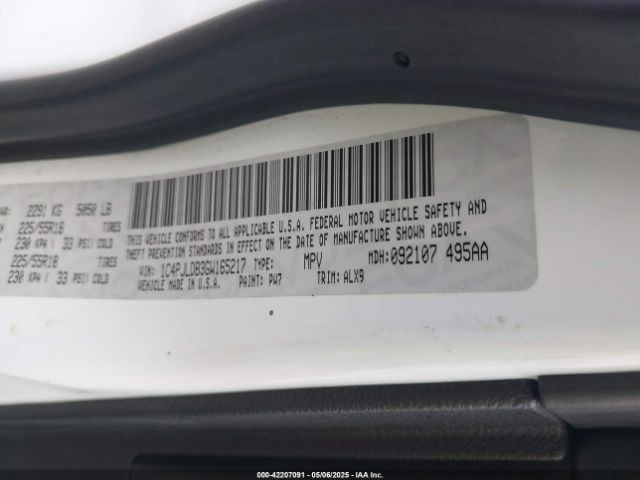 AR: 2291 KG 5050 LB
225/55R18 TIRES
230 KPA ( 33 PSI) COLD
225/55R18 TIRES
230 KPA ( 33 PSI) COLD
THIS VEHICLE CONFORMS TO ALL APPLICABLE U.S.A. FEDERAL MOTOR VEHICLE SAFETY AND
THEFT PREVENTION STANDARDS IN EFFECT ON THE DATE OF MANUFACTURE SHOWN ABOVE.
VIN: 1C4PJLDB3GW165217 TYPE: MPV MDH: 092107 495AA
VEHICLE MADE IN U.S.A. PAINT: PW7 TRIM: ALX9
000-42207091 - 05/06/2025 - IAA Inc.